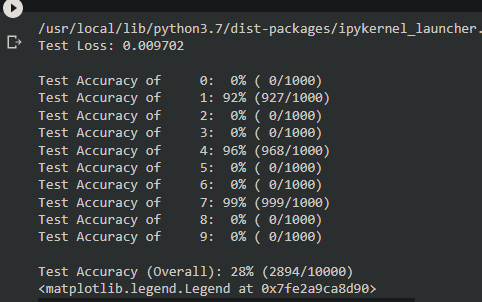 /usr/local/lib/python3.7/dist-packages/ipykernel_launcher.
Test Loss: 0.009702
Test Accuracy of     0:  0% ( 0/1000)
Test Accuracy of     1: 92% (927/1000)
Test Accuracy of     2:  0% ( 0/1000)
Test Accuracy of     3:  0% ( 0/1000)
Test Accuracy of     4: 96% (968/1000)
Test Accuracy of     5:  0% ( 0/1000)
Test Accuracy of     6:  0% ( 0/1000)
Test Accuracy of     7: 99% (999/1000)
Test Accuracy of     8:  0% ( 0/1000)
Test Accuracy of     9:  0% ( 0/1000)
Test Accuracy (Overall): 28% (2894/10000)
<matplotlib.legend.Legend at 0x7fe2a9ca8d90>